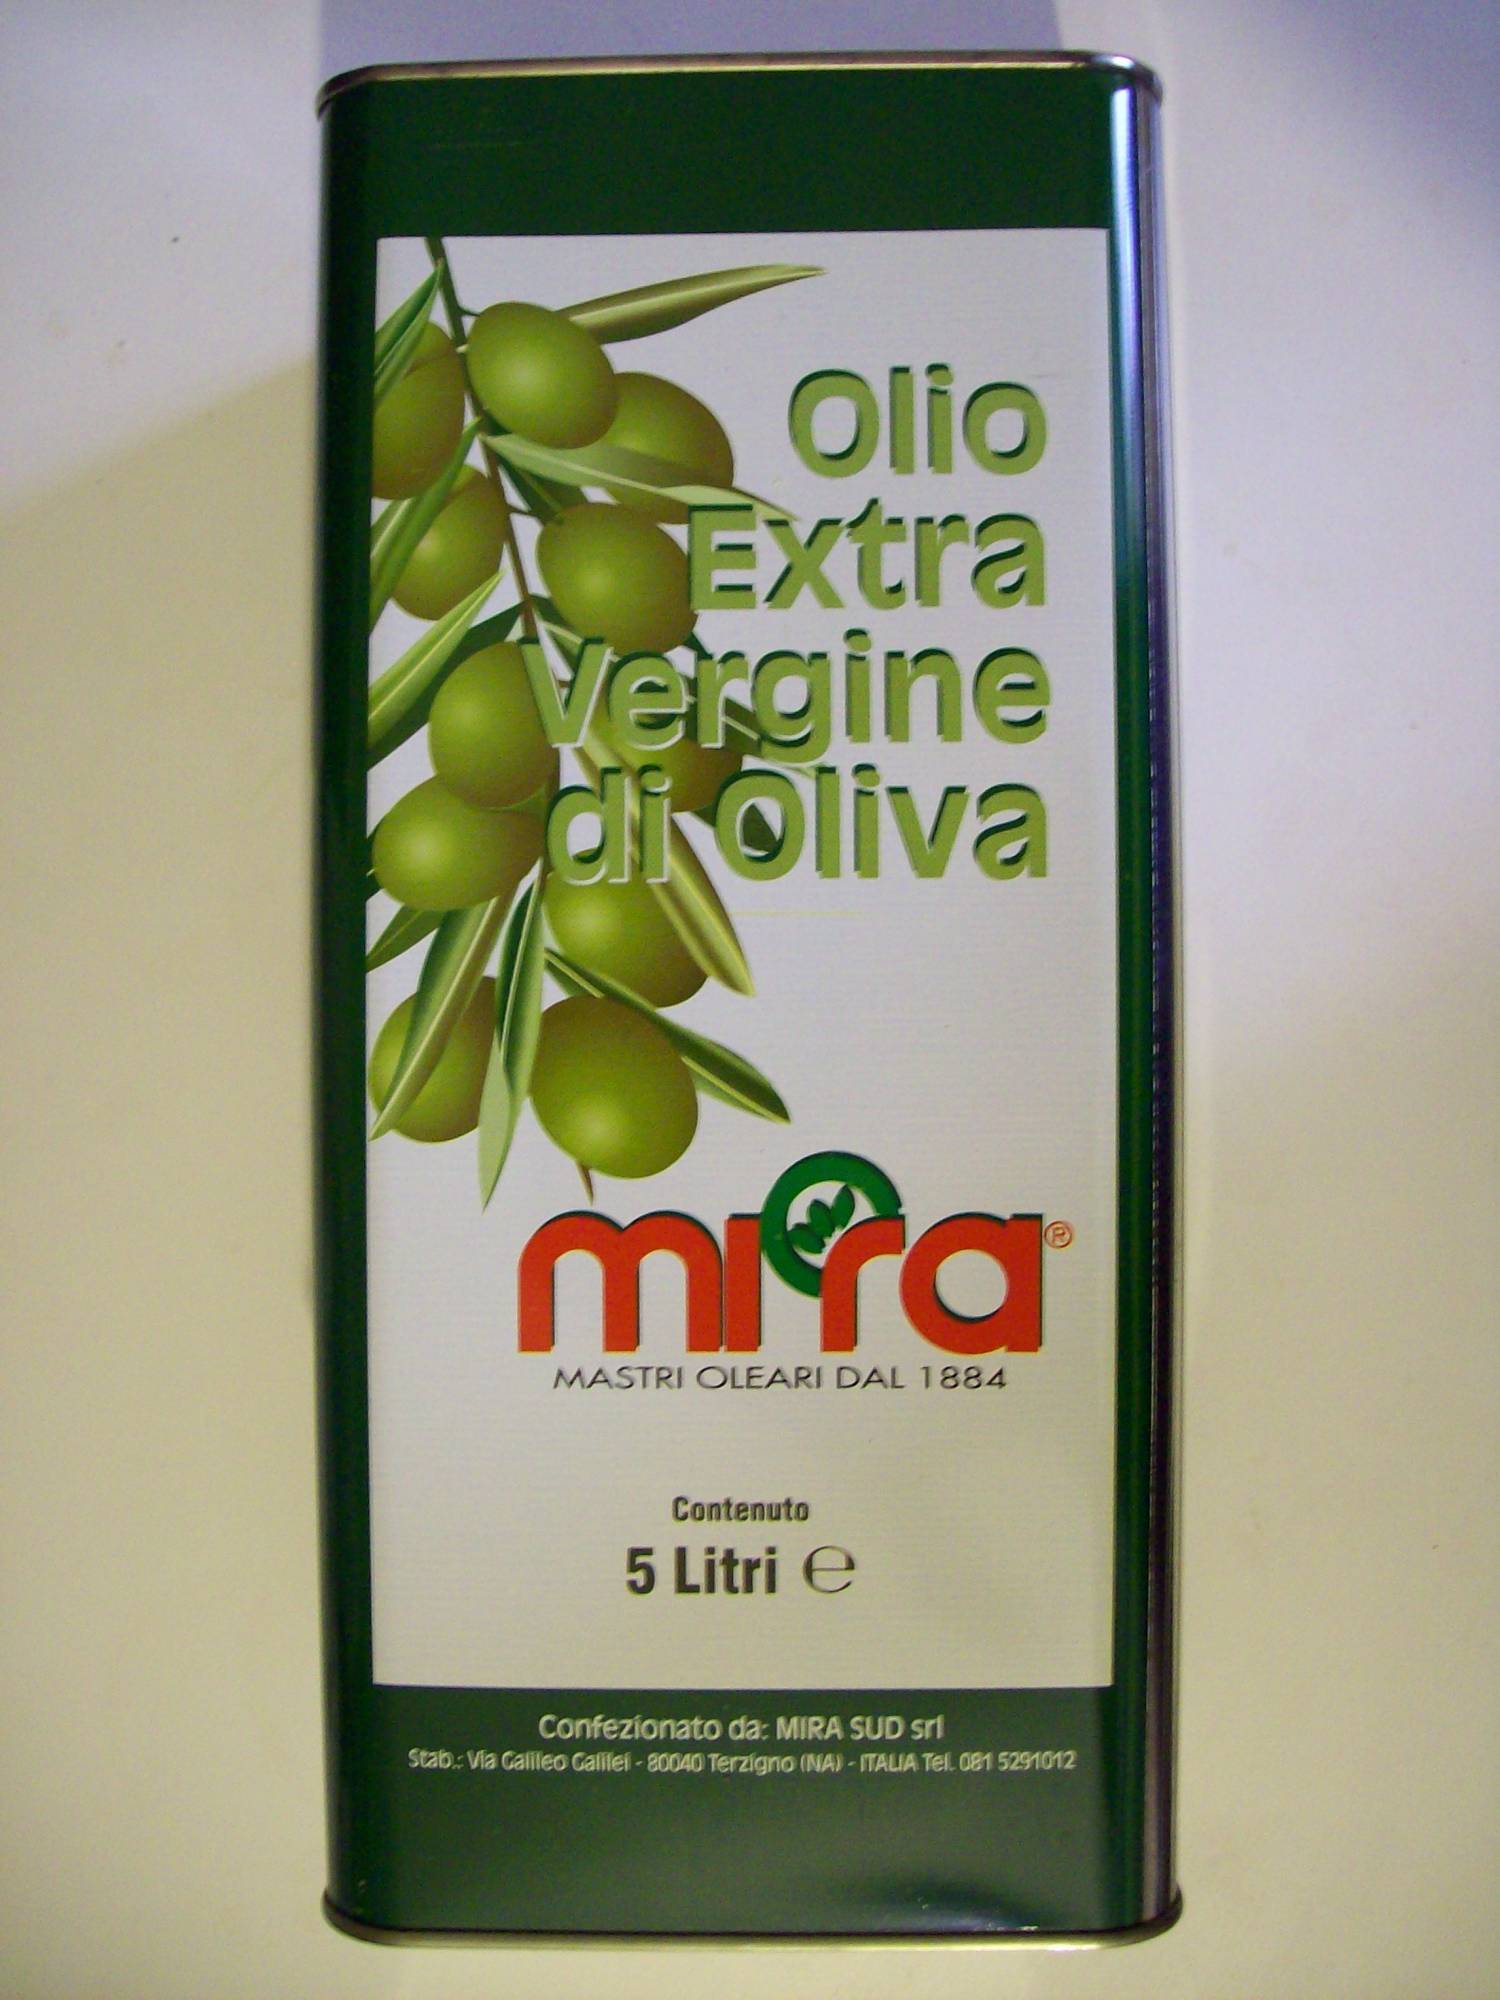 Olio
Extra
Vergine
di Oliva
mira®
MASTRI OLEARI DAL 1884
Contenuto
5 Litri ℮
Confezionato da: MIRA SUD srl
Stab.: Via Galileo Galilei - 80040 Terzigno (NA) - ITALIA Tel. 081 5291012